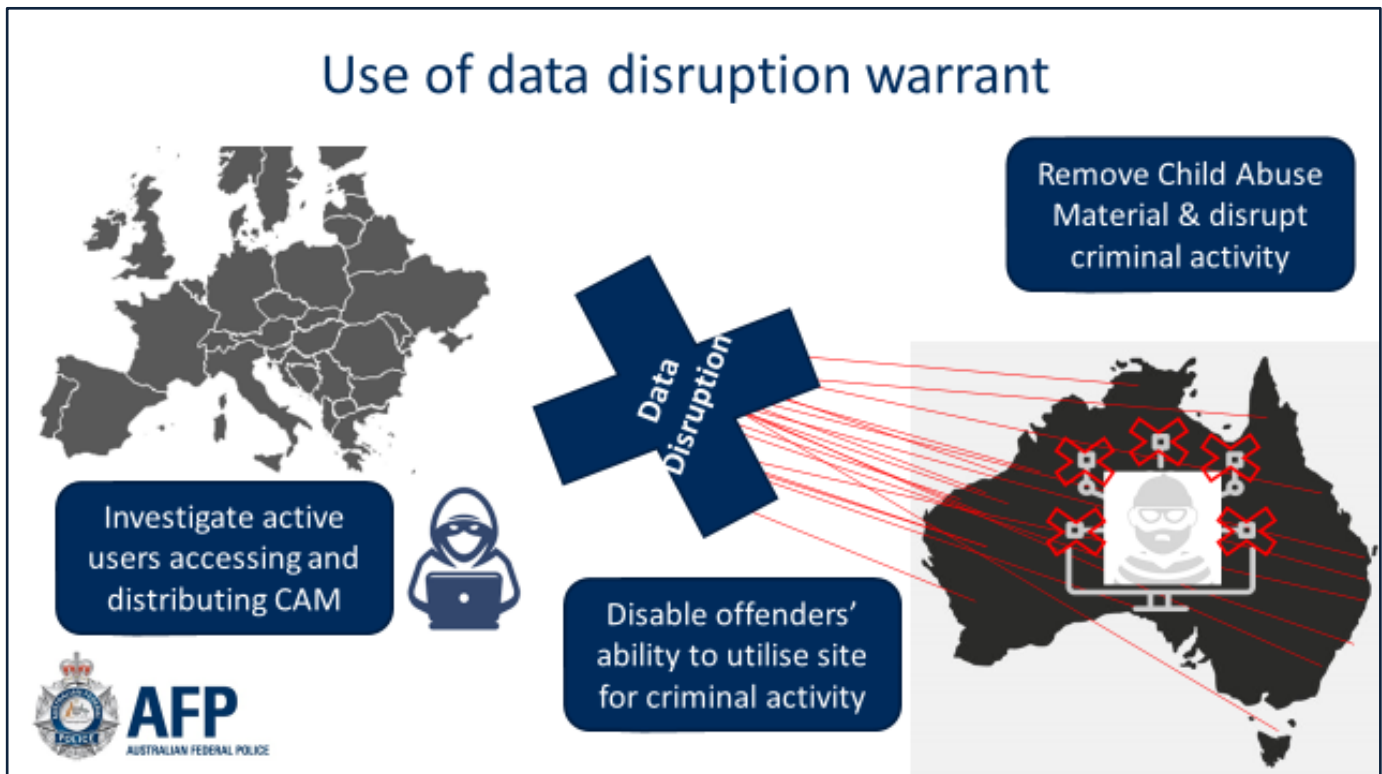 Use of data disruption warrant
Remove Child Abuse
Material & disrupt
criminal activity
Data
Disruption
Investigate active
users accessing and
distributing CAM
Disable offenders’
ability to utilise site
for criminal activity
AFP
AUSTRALIAN FEDERAL POLICE
POLICE